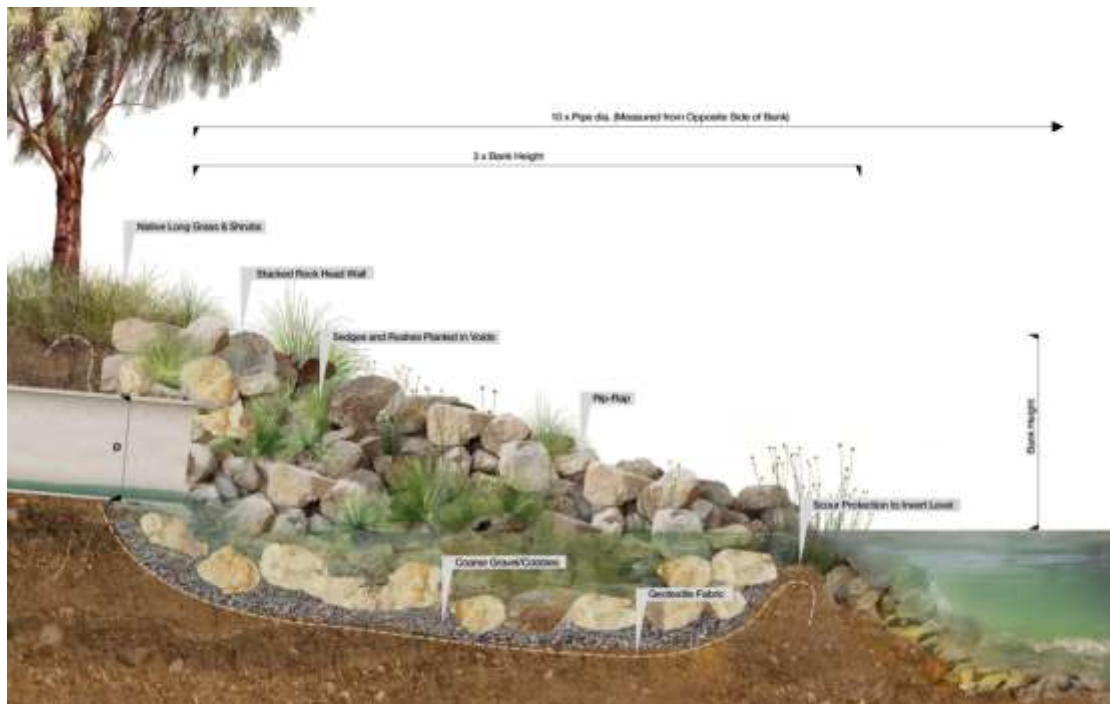 10 x Pipe dia. (Measured from Opposite Side of Bank)
3 x Bank Height
Native Long Grass & Shrubs
Stacked Rock Head Wall
Sedges and Rushes Planted in Voids
Rip-Rap
Bank Height
D
Scour Protection to Invert Level
Coarse Gravel/Cobbles
Geotextile Fabric